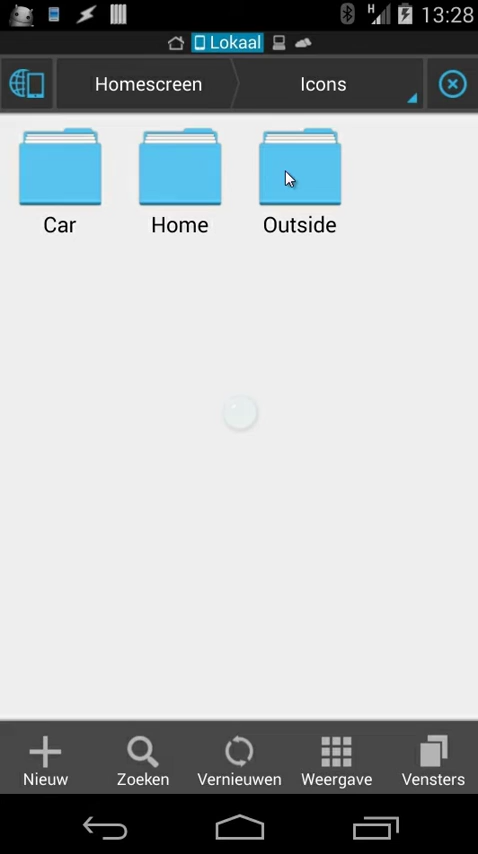 H 13:28
Lokaal
Homescreen Icons
Car Home Outside
Nieuw Zoeken Vernieuwen Weergave Vensters